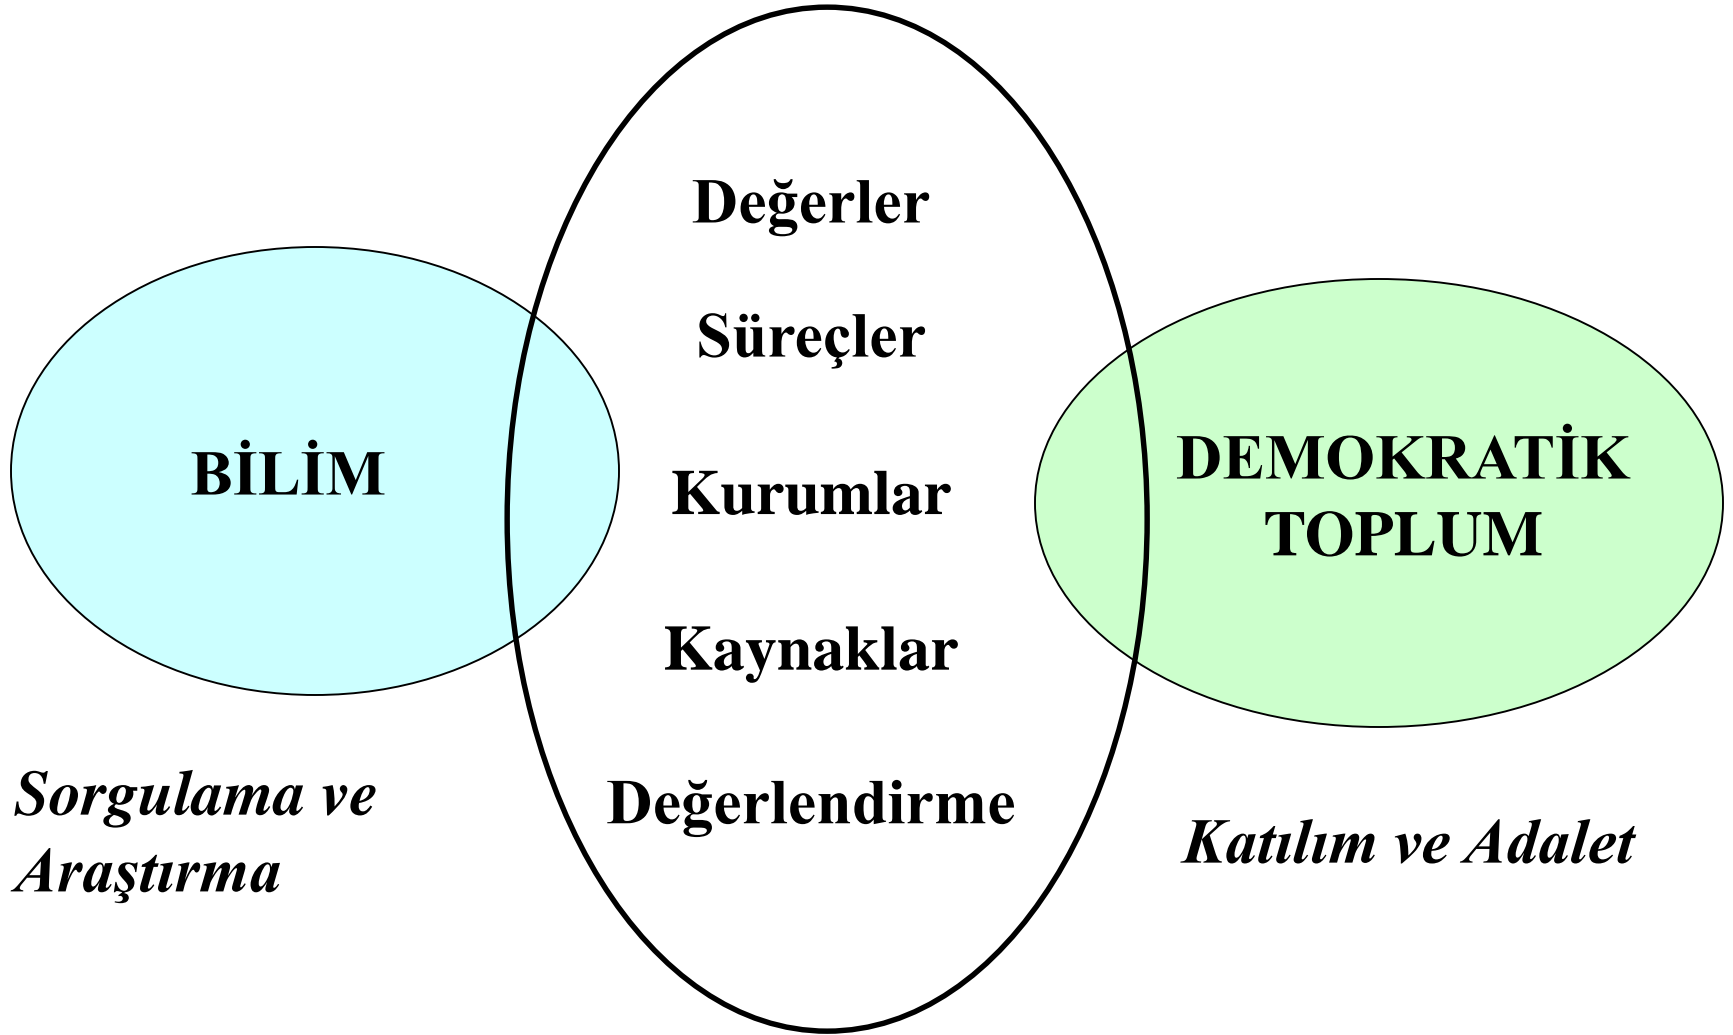 Değerler
Süreçler
Kurumlar
Kaynaklar
Değerlendirme
BİLİM
DEMOKRATİK
TOPLUM
Sorgulama ve
Araştırma
Katılım ve Adalet